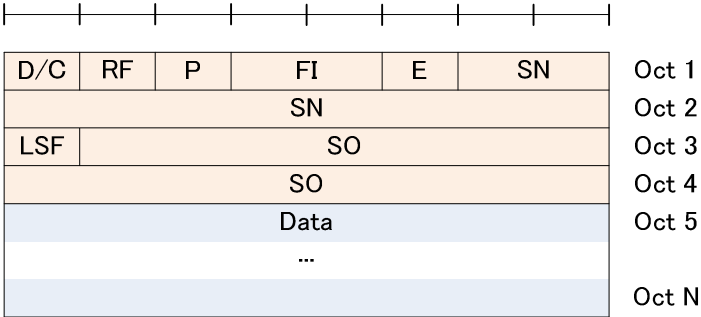 D/C RF P FI E SN Oct 1
SN Oct 2
LSF SO Oct 3
SO Oct 4
Data Oct 5
...
Oct N